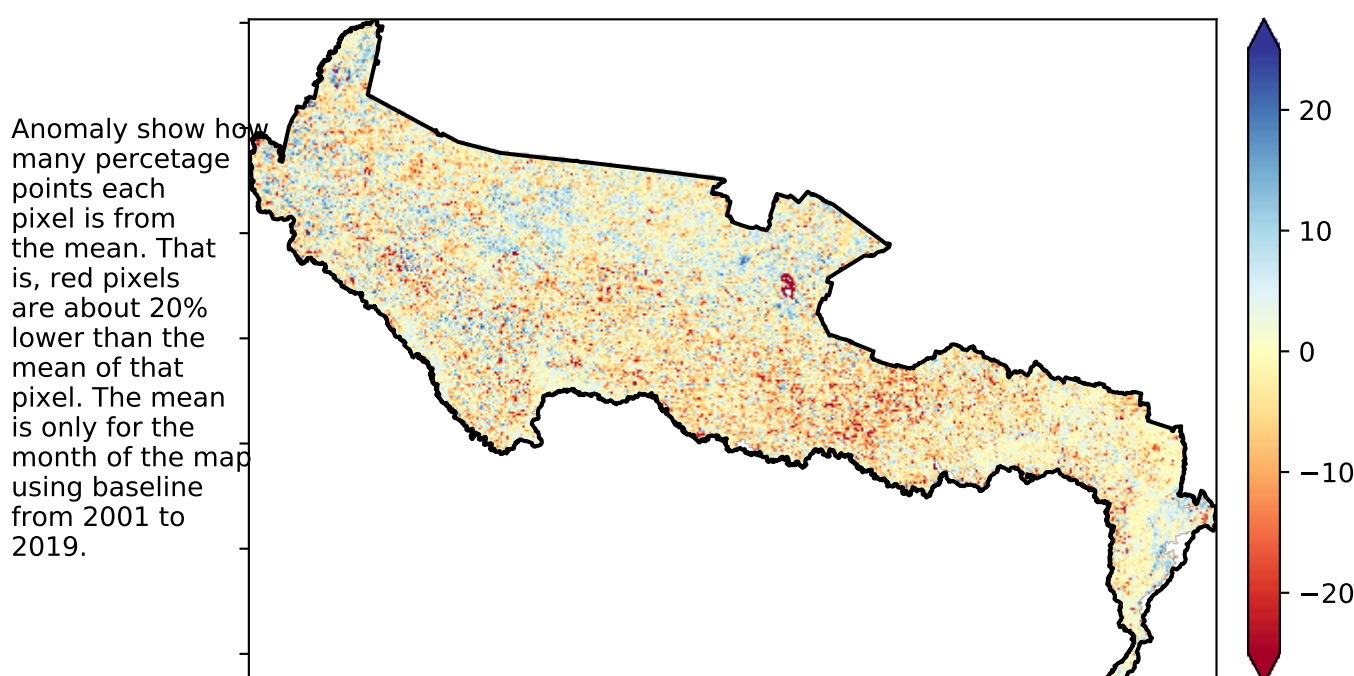 Anomaly show how
many percetage
points each
pixel is from
the mean. That
is, red pixels
are about 20%
lower than the
mean of that
pixel. The mean
is only for the
month of the map
using baseline
from 2001 to
2019.
20
10
0
−10
−20